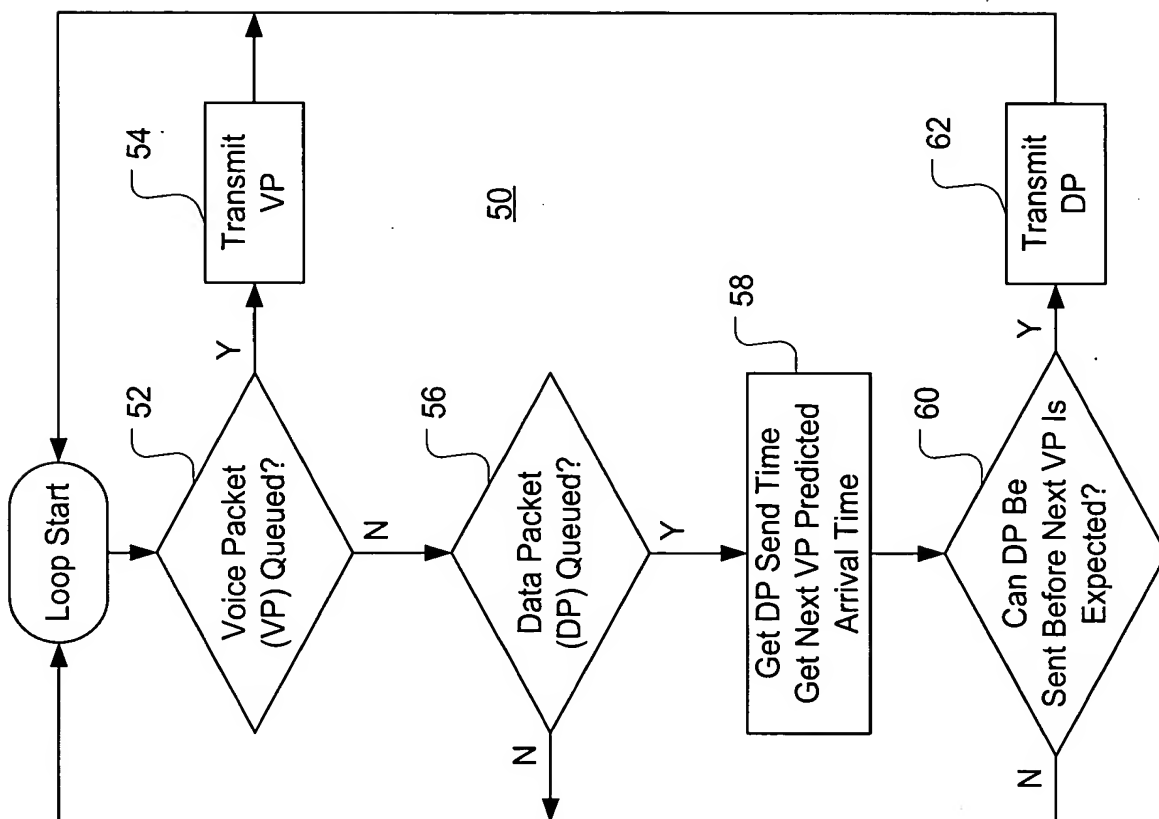 Loop Start
52
Voice Packet
(VP) Queued?
Y
54
Transmit
VP
N
50
56
Data Packet
(DP) Queued?
N
Y
58
Get DP Send Time
Get Next VP Predicted
Arrival Time
60
Can DP Be
Sent Before Next VP Is
Expected?
N
Y
62
Transmit
DP